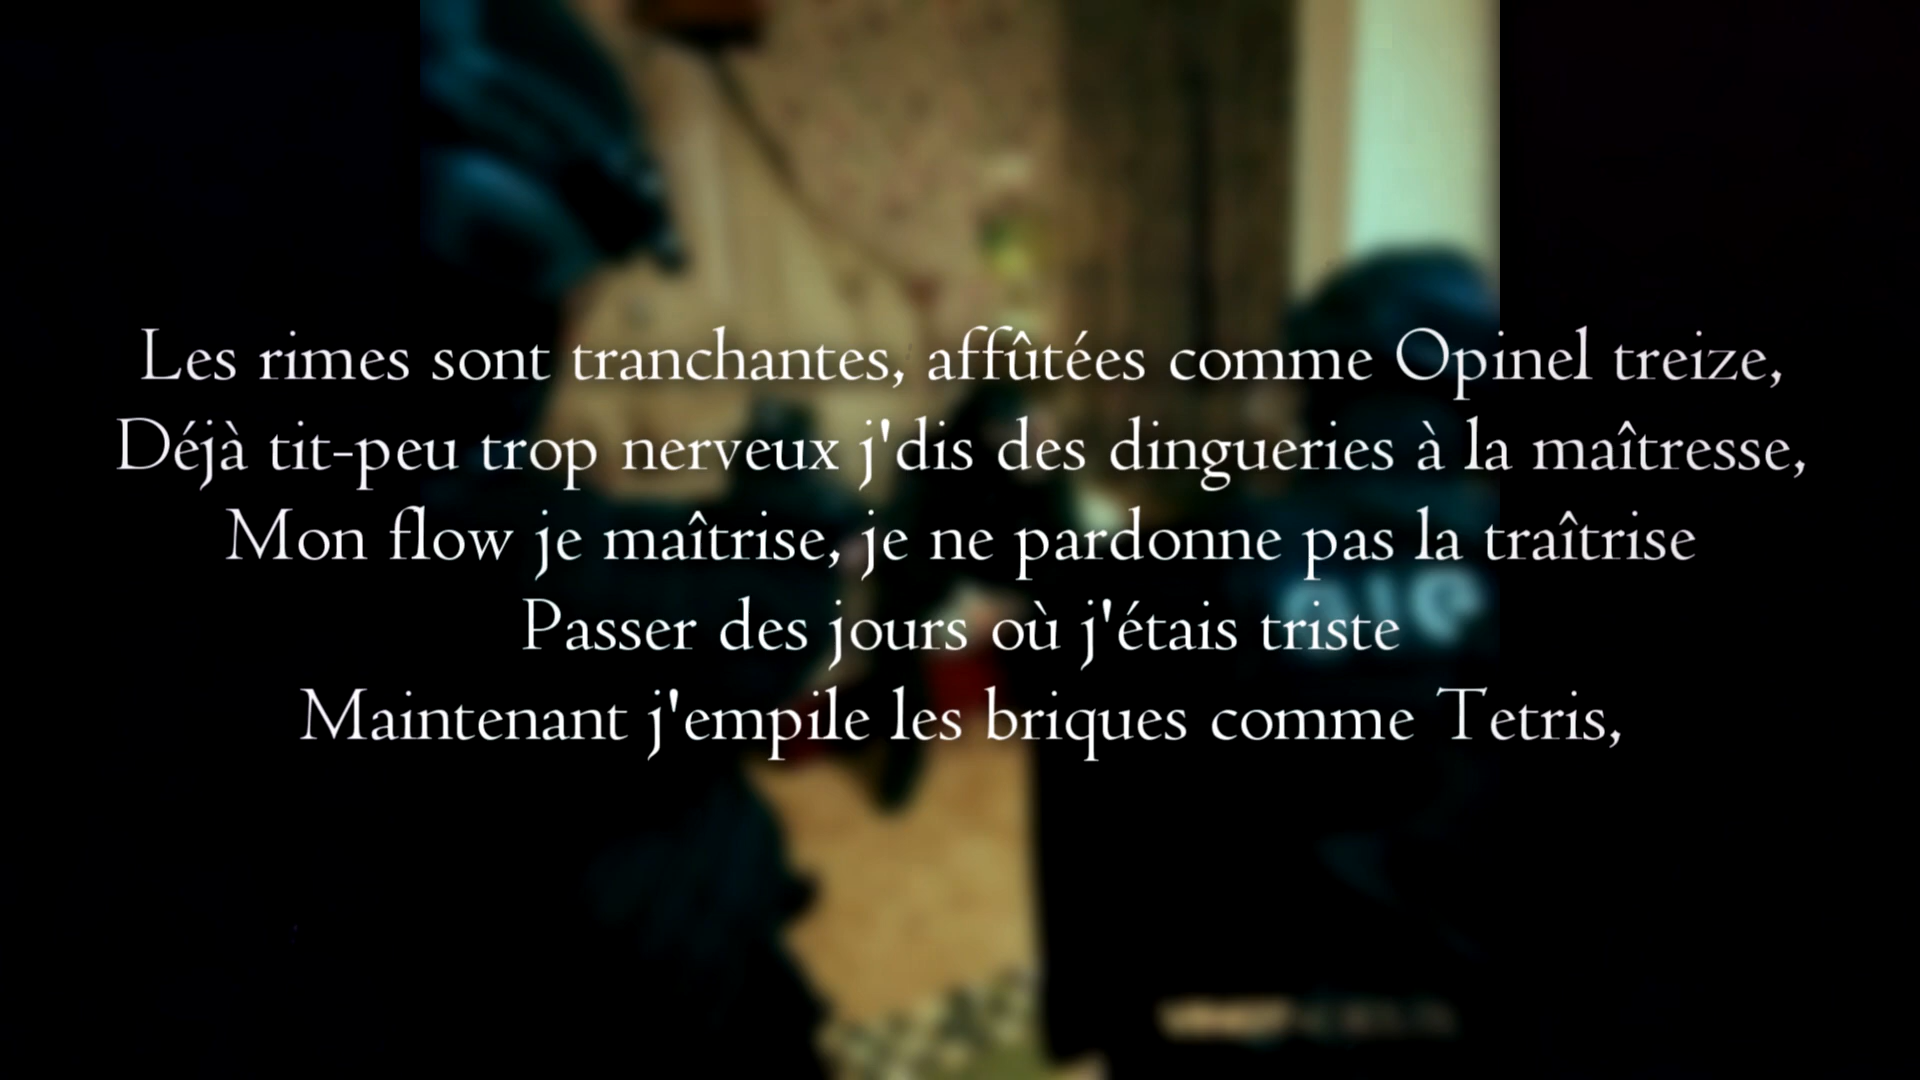 Les rimes sont tranchantes, affûtées comme Opinel treize,
Déjà tit-peu trop nerveux j'dis des dingueries à la maîtresse,
Mon flow je maîtrise, je ne pardonne pas la traîtrise
Passer des jours où j'étais triste
Maintenant j'empile les briques comme Tetris,